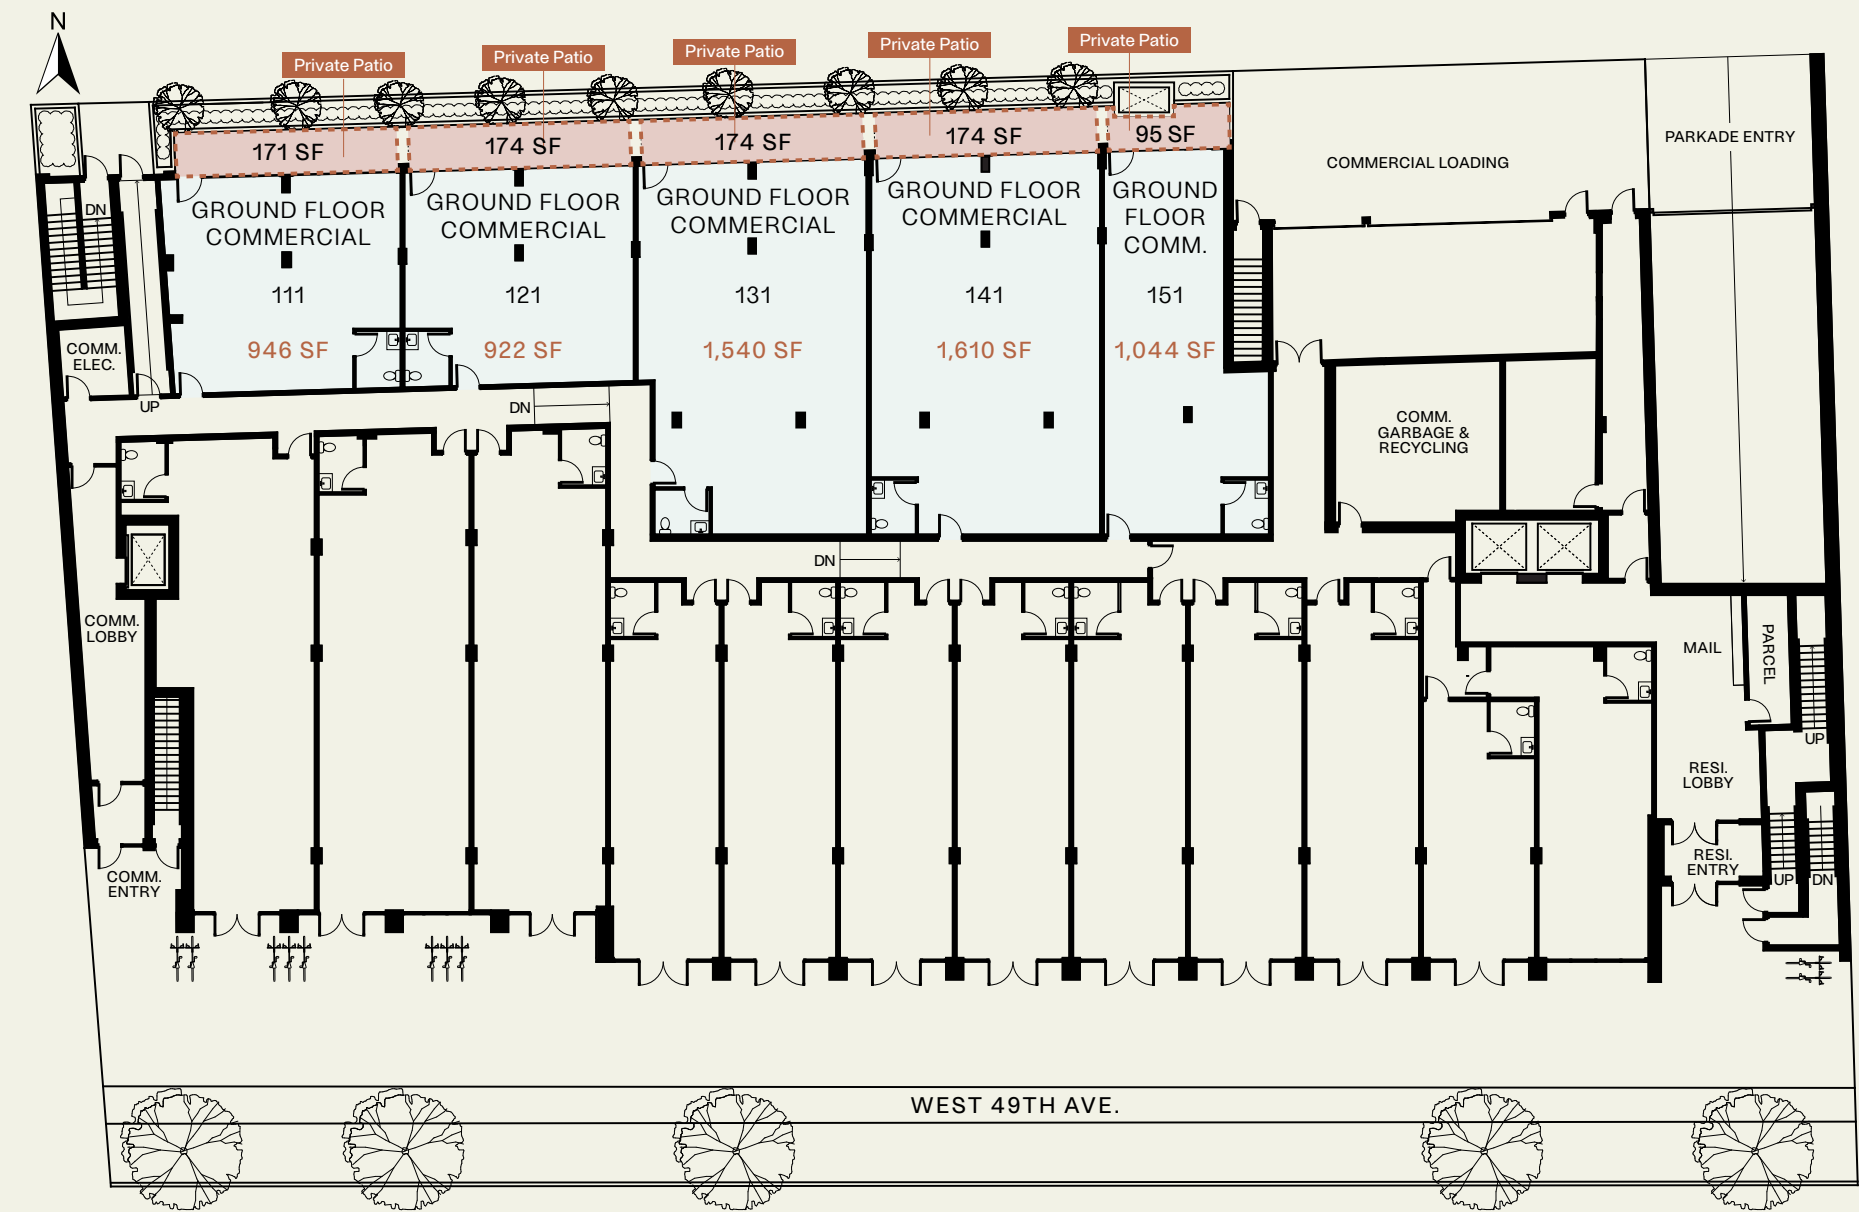 N
Private Patio
Private Patio
Private Patio
Private Patio
Private Patio
171 SF
174 SF
174 SF
174 SF
95 SF
PARKADE ENTRY
COMMERCIAL LOADING
DN
GROUND FLOOR
COMMERCIAL
111
946 SF
GROUND FLOOR
COMMERCIAL
121
922 SF
GROUND FLOOR
COMMERCIAL
131
1,540 SF
GROUND FLOOR
COMMERCIAL
141
1,610 SF
GROUND
FLOOR
COMM.
151
1,044 SF
COMM.
ELEC.
UP
DN
COMM.
GARBAGE &
RECYCLING
DN
COMM.
LOBBY
MAIL
PARCEL
UP
RESI.
LOBBY
RESI.
ENTRY
UP
DN
COMM.
ENTRY
WEST 49TH AVE.